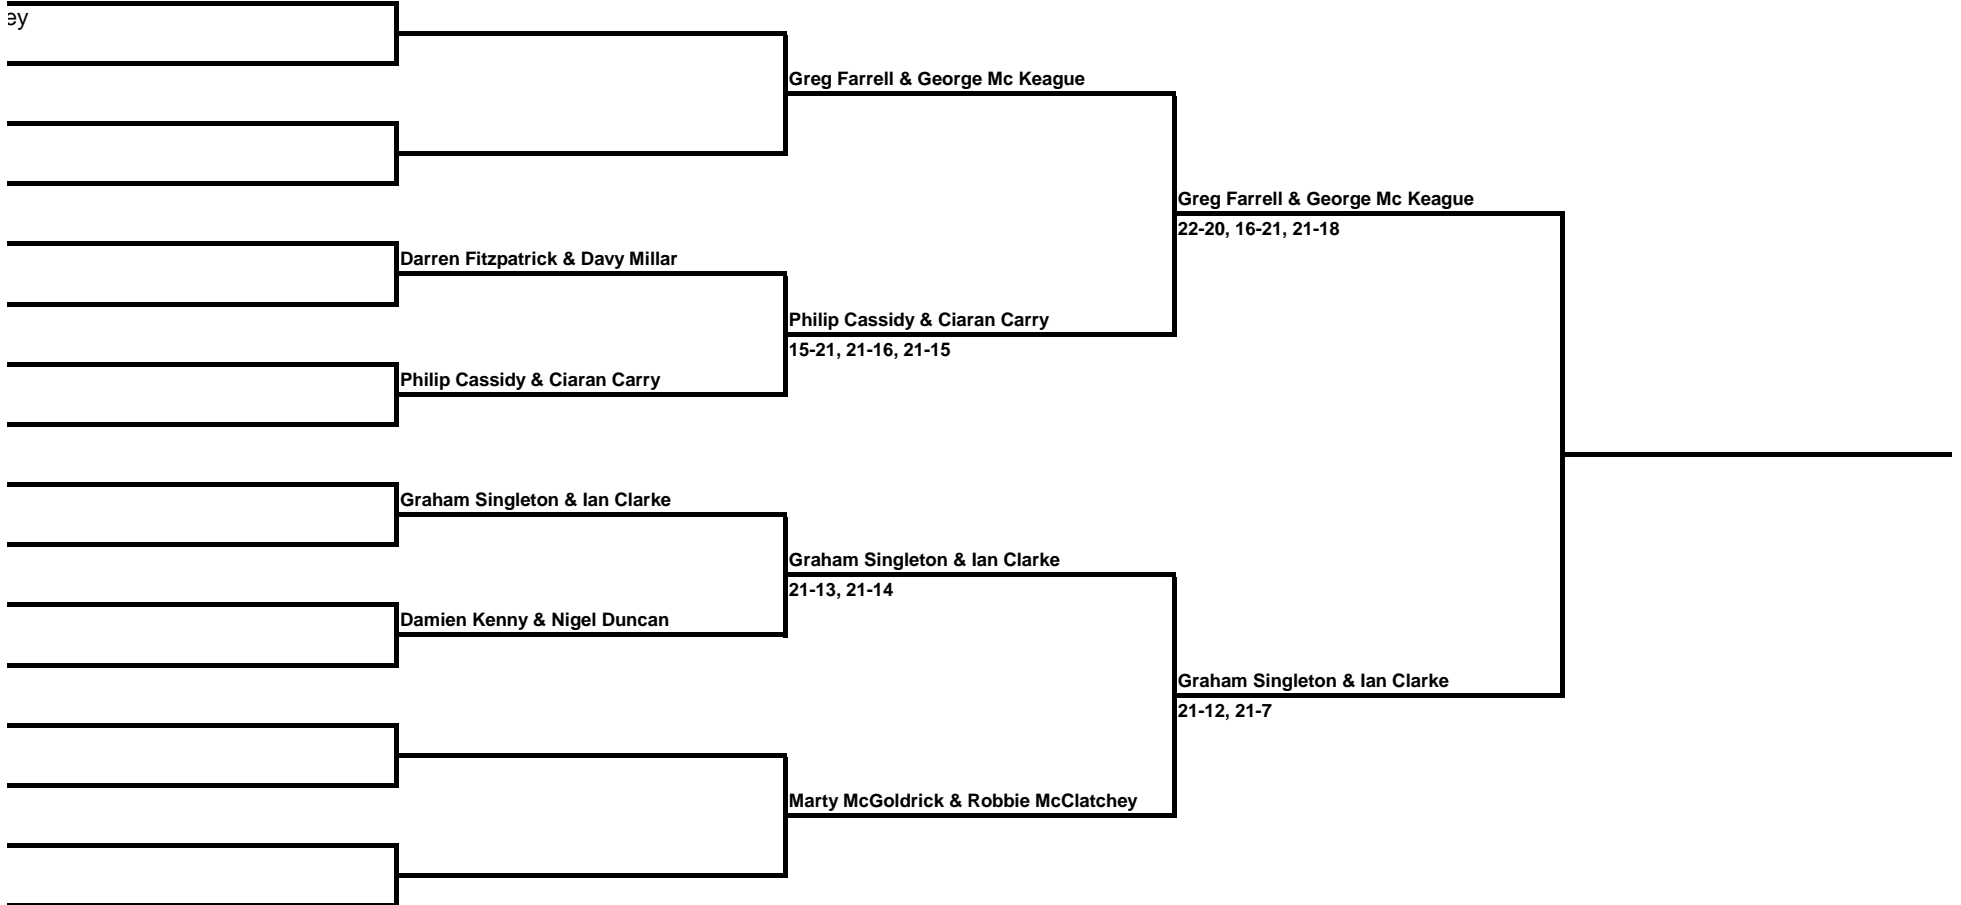 ey
Greg Farrell & George Mc Keague
Greg Farrell & George Mc Keague
22-20, 16-21, 21-18
Darren Fitzpatrick & Davy Millar
Philip Cassidy & Ciaran Carry
15-21, 21-16, 21-15
Philip Cassidy & Ciaran Carry
Graham Singleton & Ian Clarke
Graham Singleton & Ian Clarke
21-13, 21-14
Damien Kenny & Nigel Duncan
Graham Singleton & Ian Clarke
21-12, 21-7
Marty McGoldrick & Robbie McClatchey